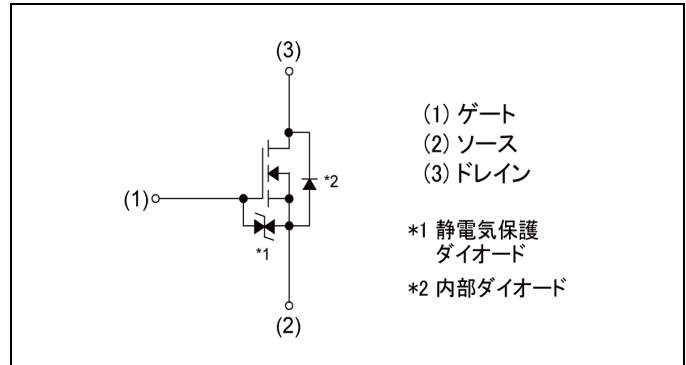 (3)
(1)
*2
*1
(2)
(1) ゲート
(2) ソース
(3) ドレイン
*1 静電気保護
ダイオード
*2 内部ダイオード